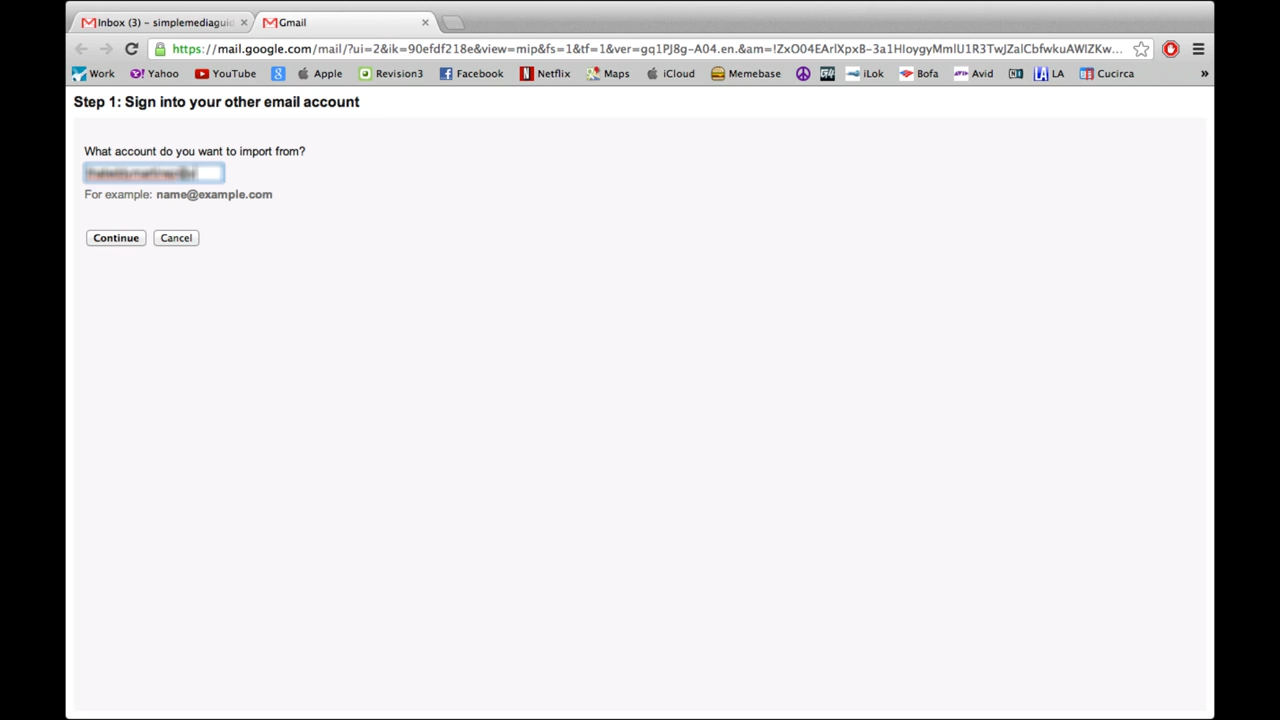 Inbox (3) – simplemediaguid
Gmail
https://mail.google.com/mail/?ui=2&ik=90efdf218e&view=mip&fs=1&tf=1&ver=gq1PJ8g-A04.en.&am=!ZxO04EArlXpxB-3a1HloygyMmlU1R3TwJZalCbfwkuAWlZKw...
Work Yahoo YouTube Apple Revision3 Facebook Netflix Maps iCloud Memebase iLok Bofa Avid LA Cucirca »
Step 1: Sign into your other email account
What account do you want to import from?
For example: name@example.com
Continue Cancel